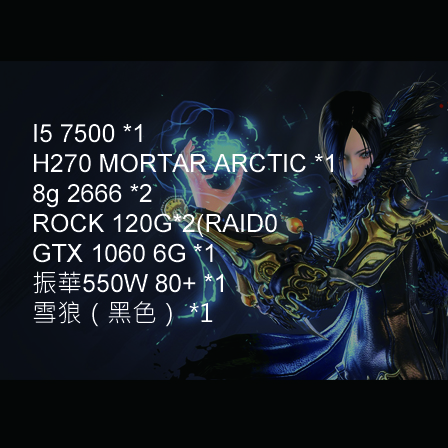 I5 7500 *1
H270 MORTAR ARCTIC *1
8g 2666 *2
ROCK 120G*2(RAID0
GTX 1060 6G *1
振華550W 80+ *1
雪狼（黑色） *1